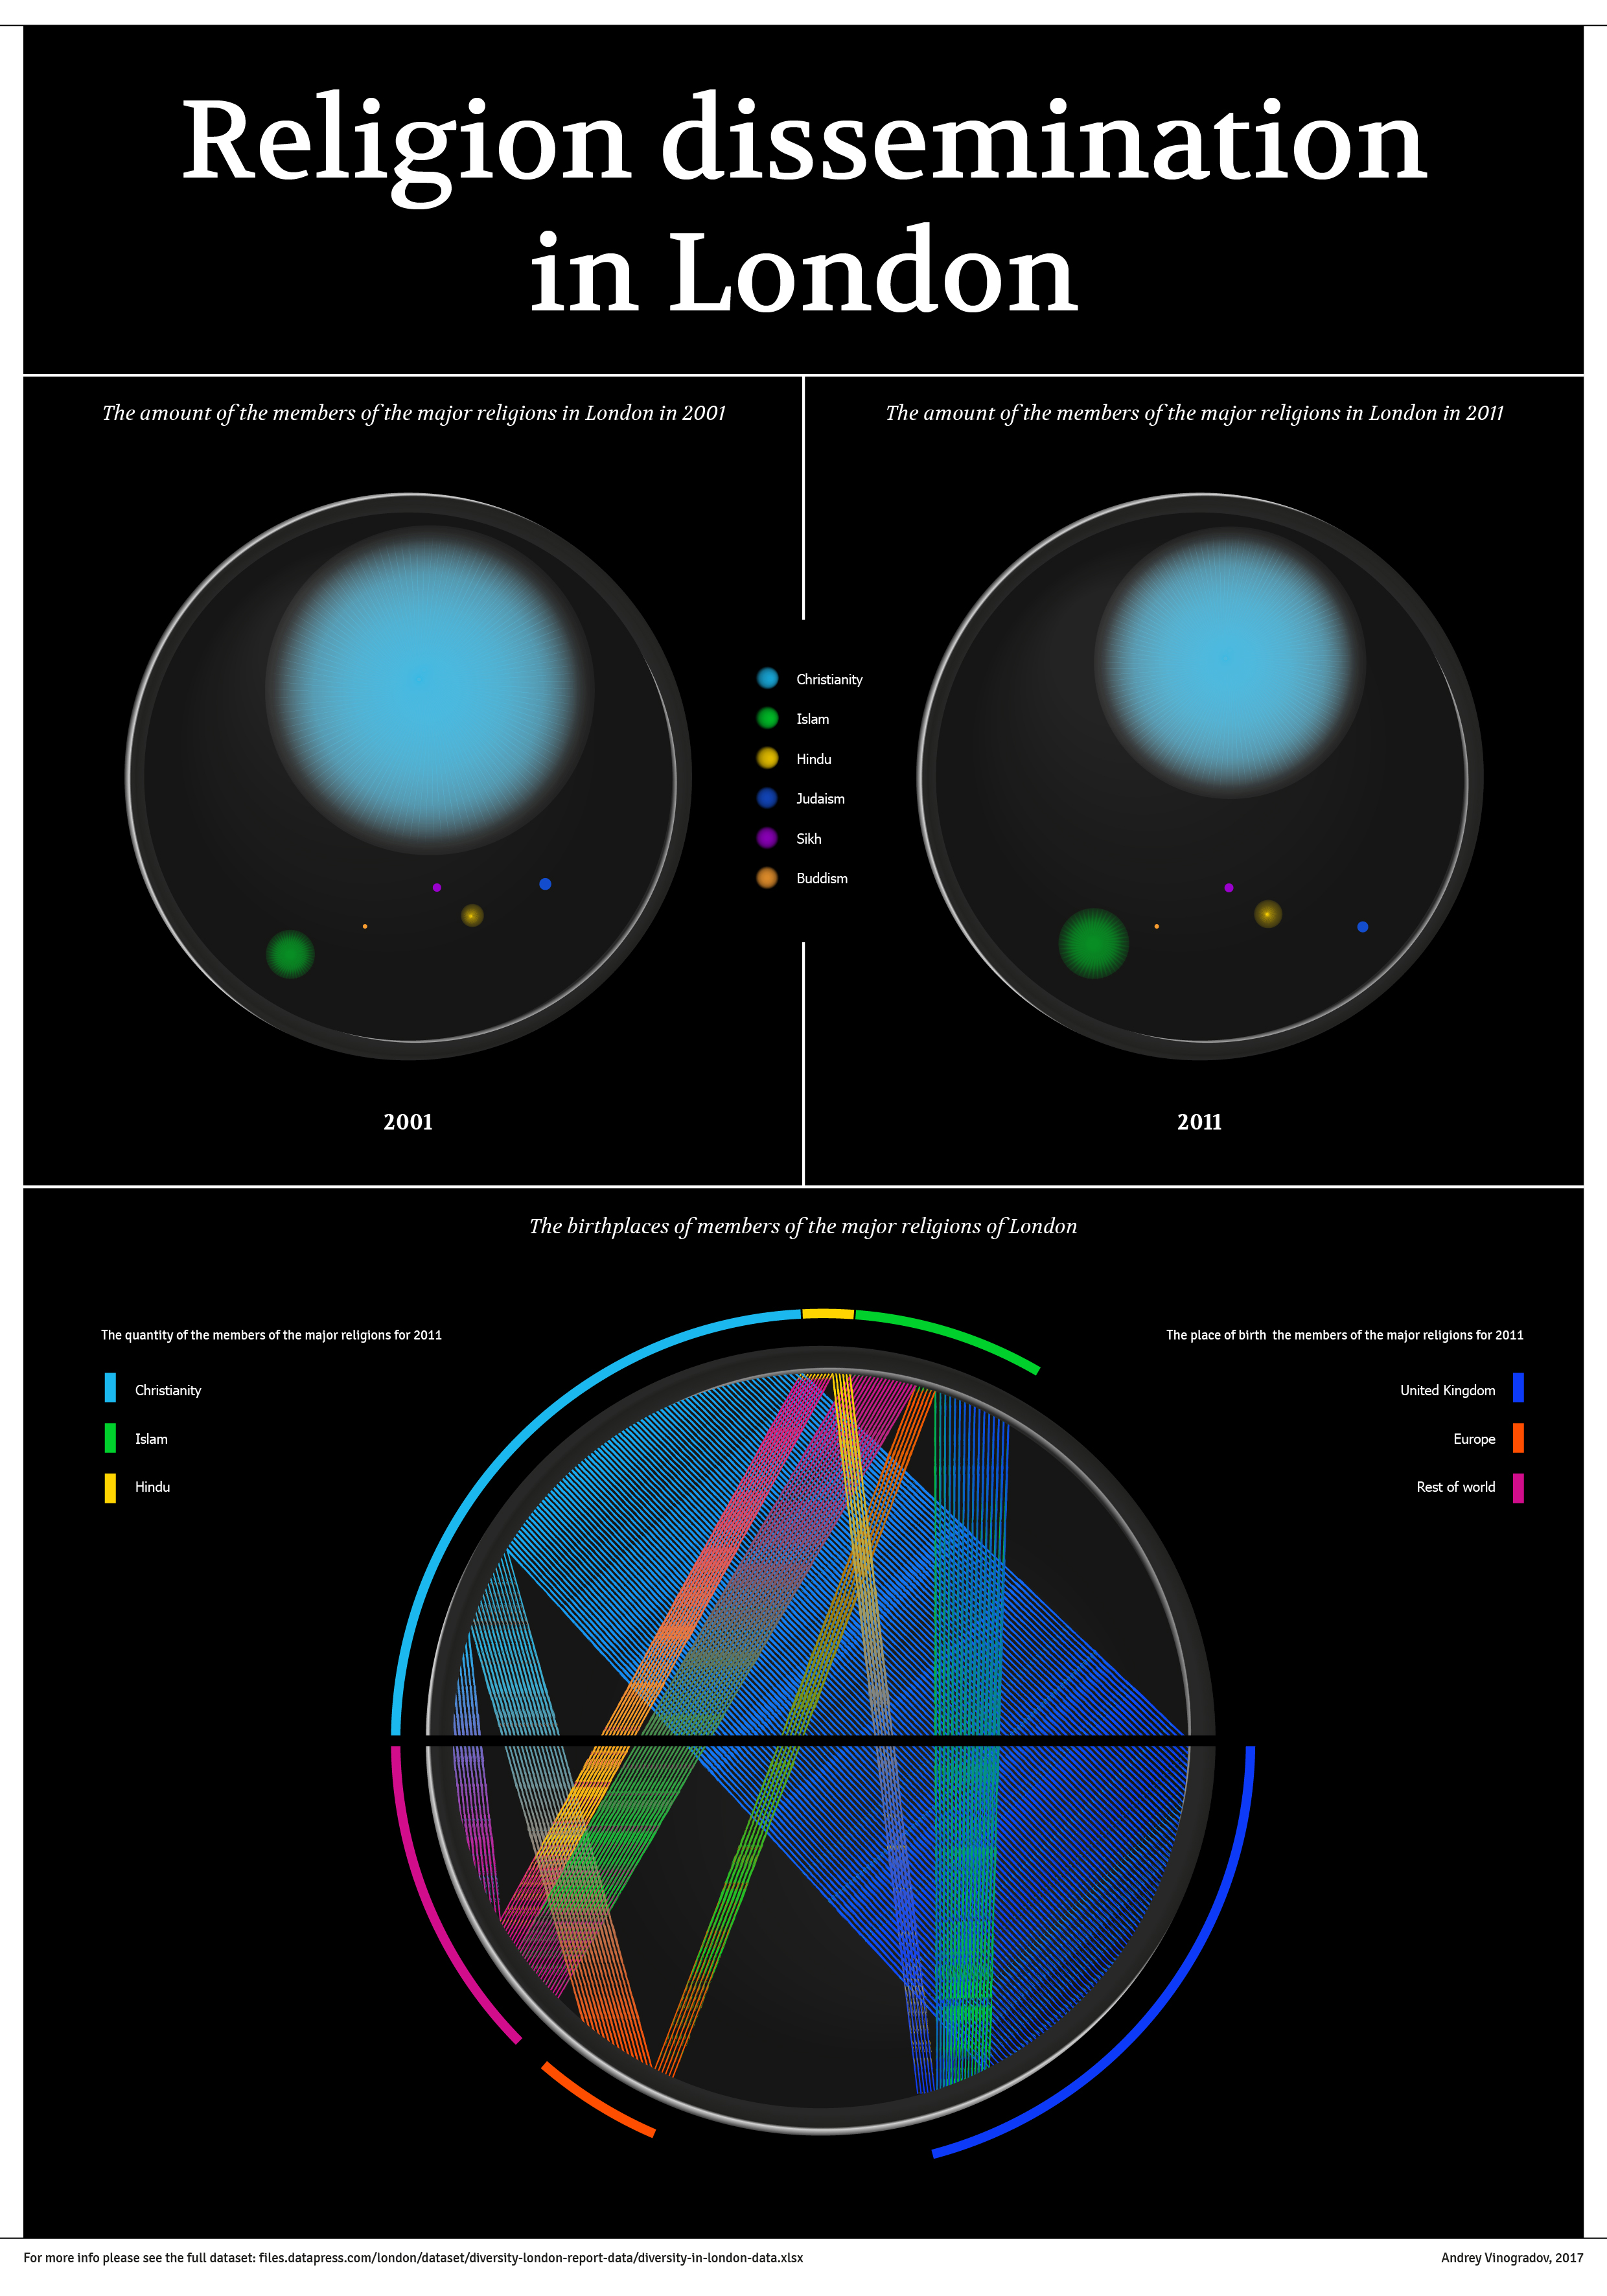 Religion dissemination
in London
The amount of the members of the major religions in London in 2001
The amount of the members of the major religions in London in 2011
Christianity
Islam
Hindu
Judaism
Sikh
Buddism
2001
2011
The birthplaces of members of the major religions of London
The quantity of the members of the major religions for 2011
Christianity
Islam
Hindu
The place of birth the members of the major religions for 2011
United Kingdom
Europe
Rest of world
For more info please see the full dataset: files.datapress.com/london/dataset/diversity-london-report-data/diversity-in-london-data.xlsx
Andrey Vinogradov, 2017